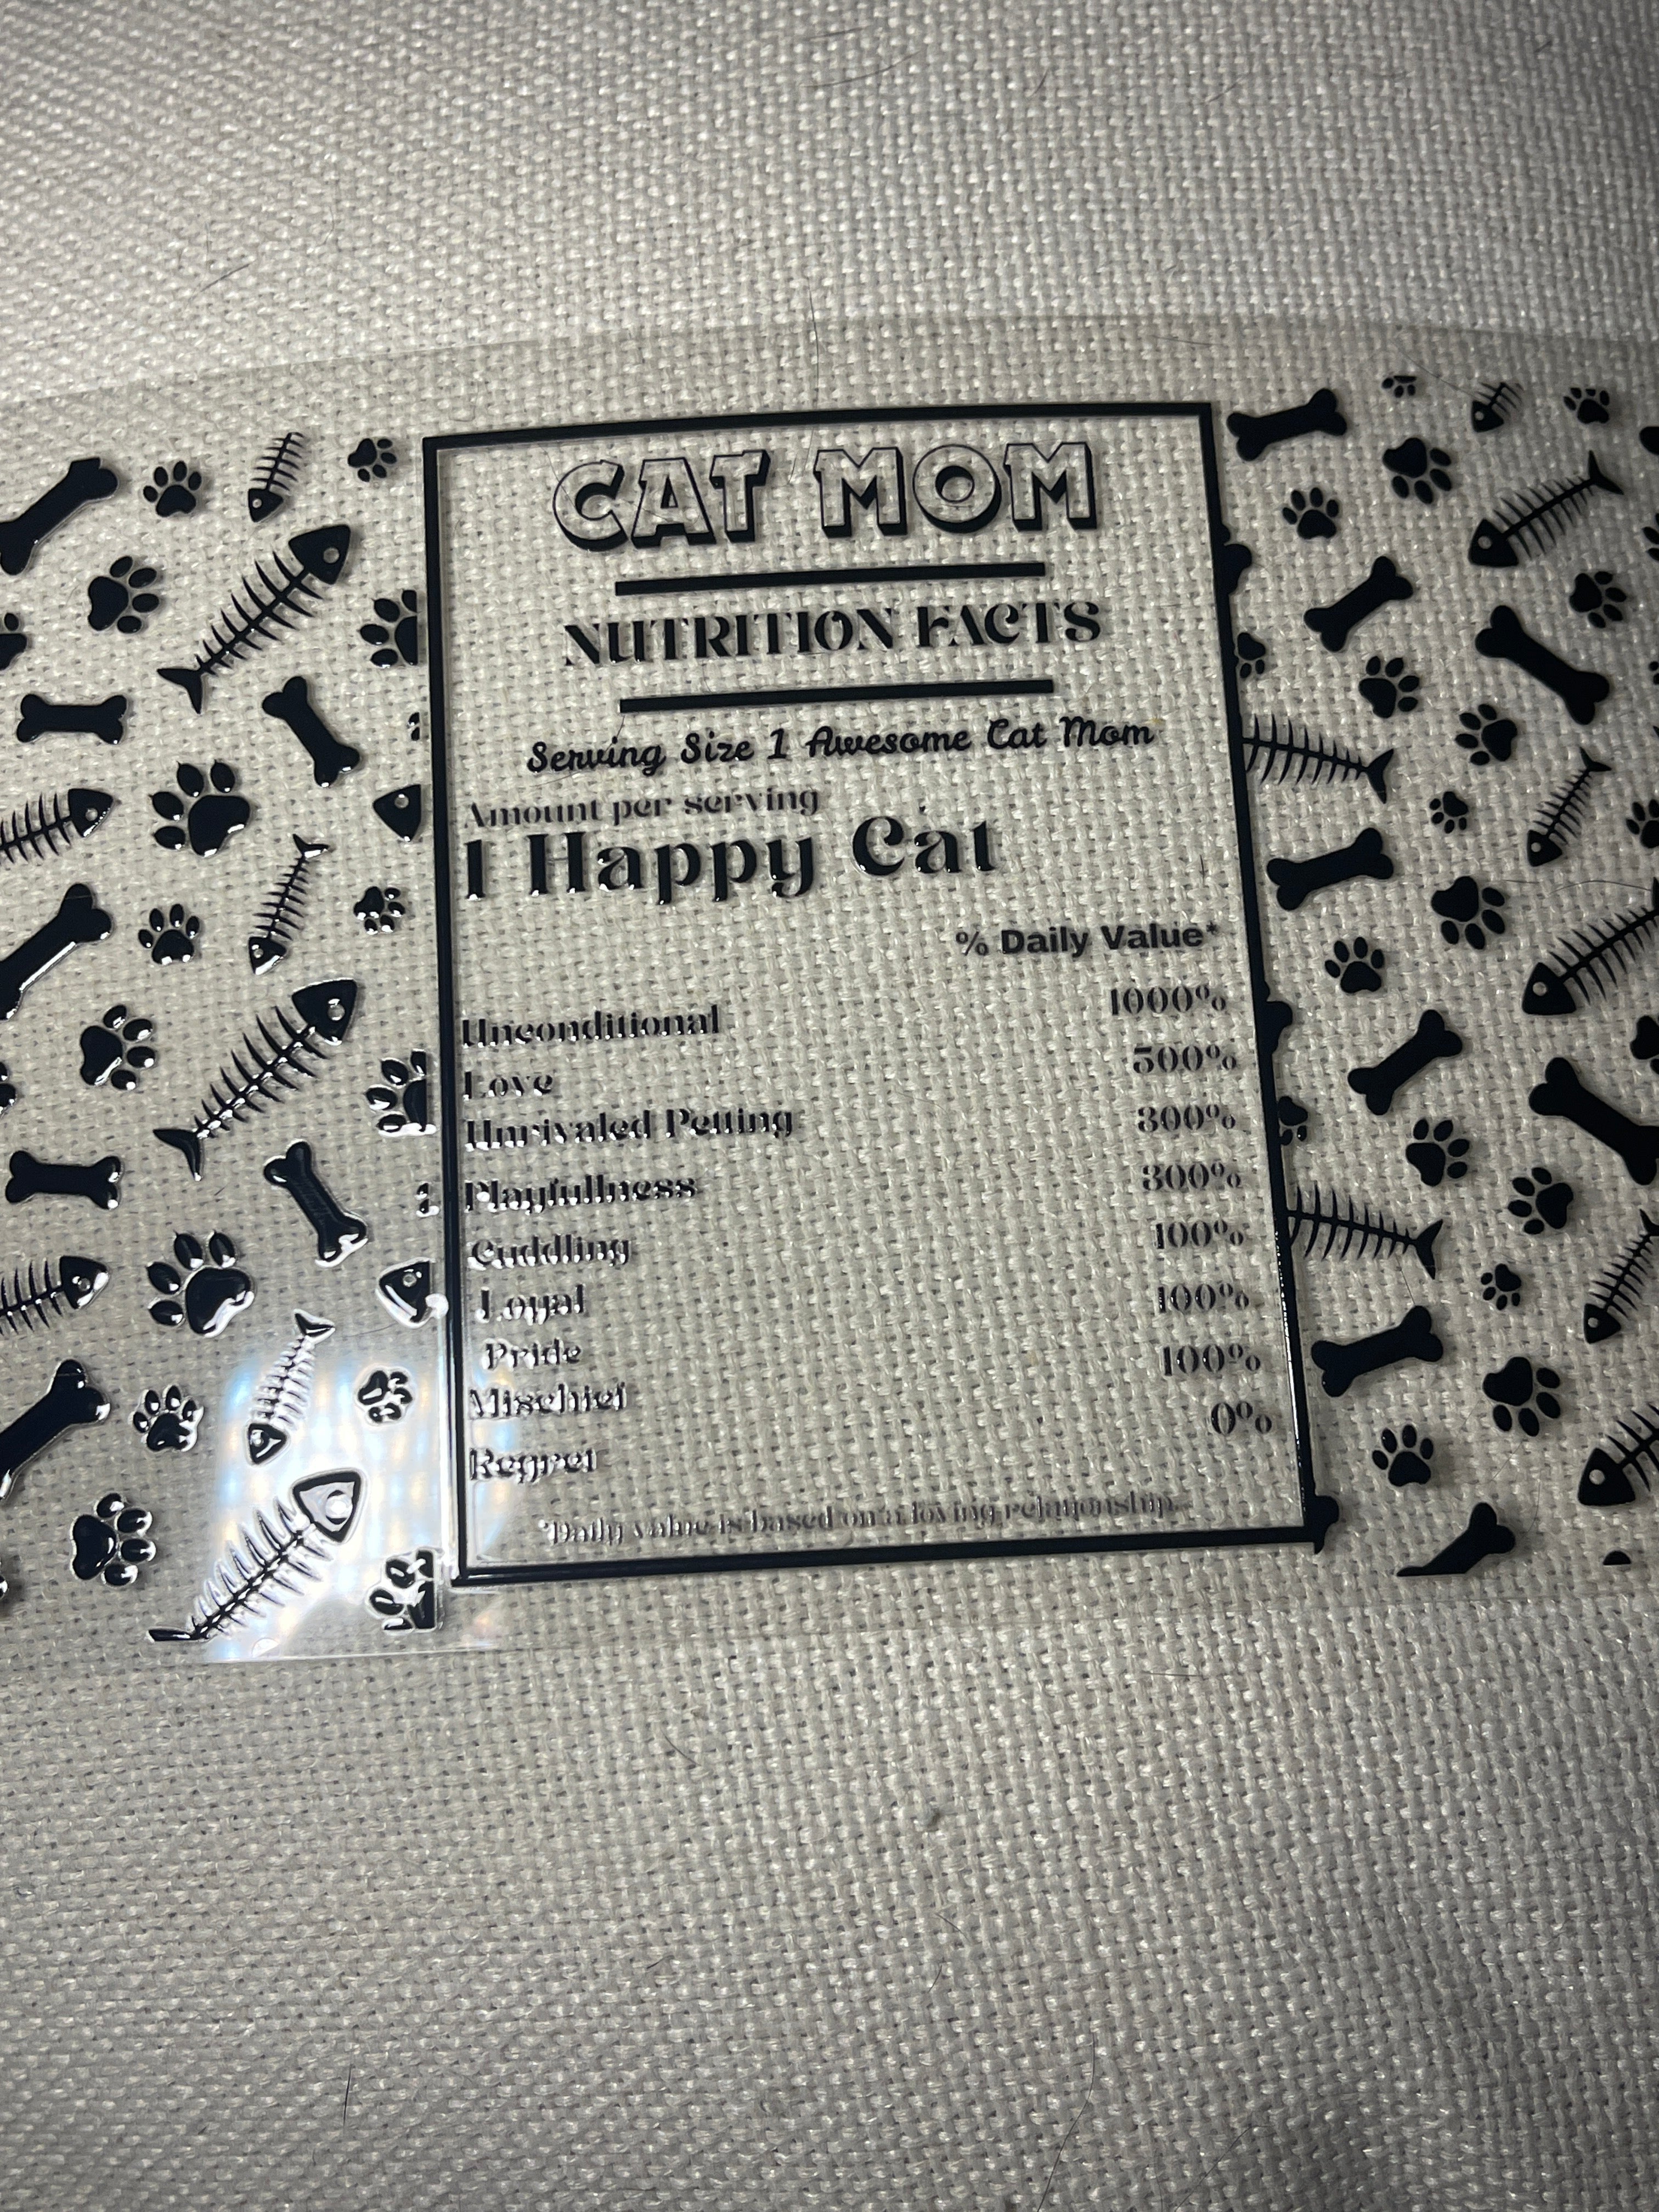 CAT MOM
NUTRITION FACTS
Serving Size 1 Awesome Cat Mom
Amount per serving
1 Happy Cat
% Daily Value*
1000%
Unconditional
500%
Love
300%
Unrivaled Petting
300%
Playfullness
100%
Cuddling
100%
Loyal
100%
Pride
Mischief
0%
Regret
*Daily value is based on a loving relationship.